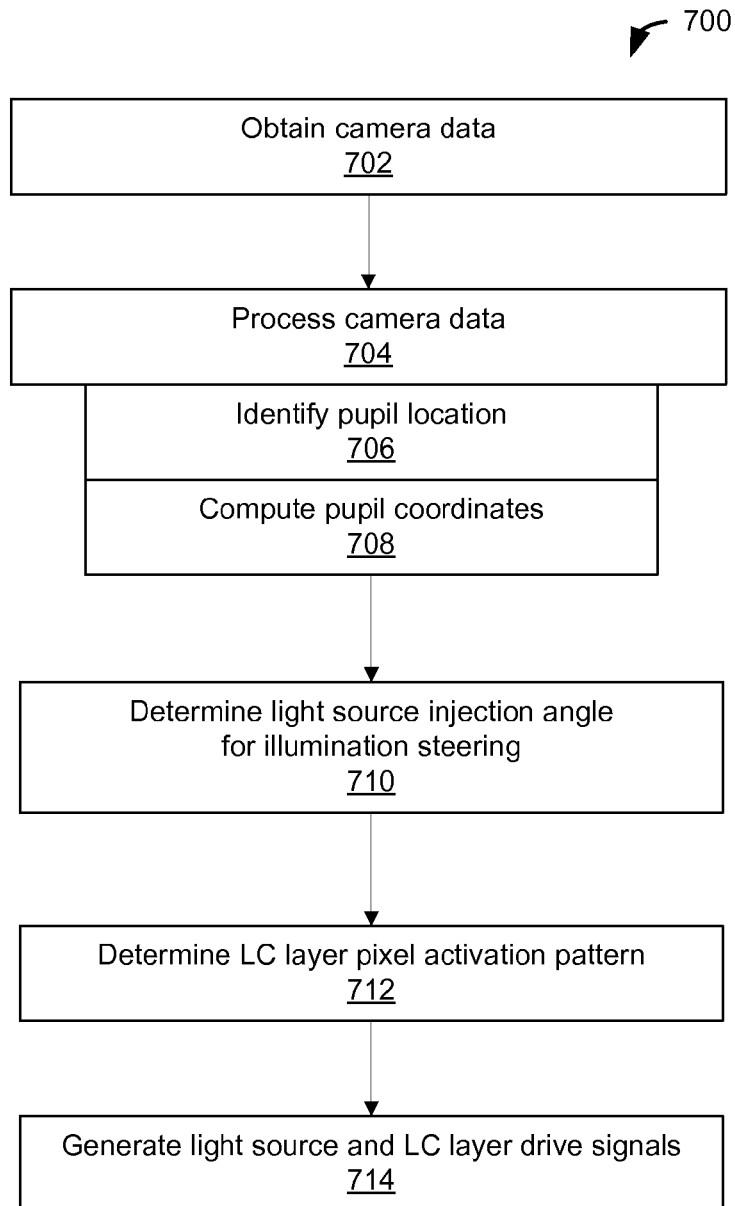 700
Obtain camera data
702
Process camera data
704
Identify pupil location
706
Compute pupil coordinates
708
Determine light source injection angle
for illumination steering
710
Determine LC layer pixel activation pattern
712
Generate light source and LC layer drive signals
714